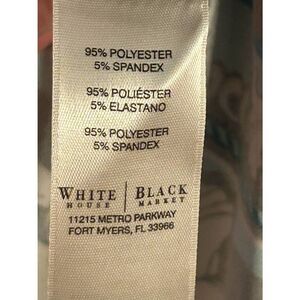 95% POLYESTER
5% SPANDEX
95% POLIÉSTER
5% ELASTANO
95% POLYESTER
5% SPANDEX
WHITE | BLACK
HOUSE | MARKET
11215 METRO PARKWAY
FORT MYERS, FL 33966